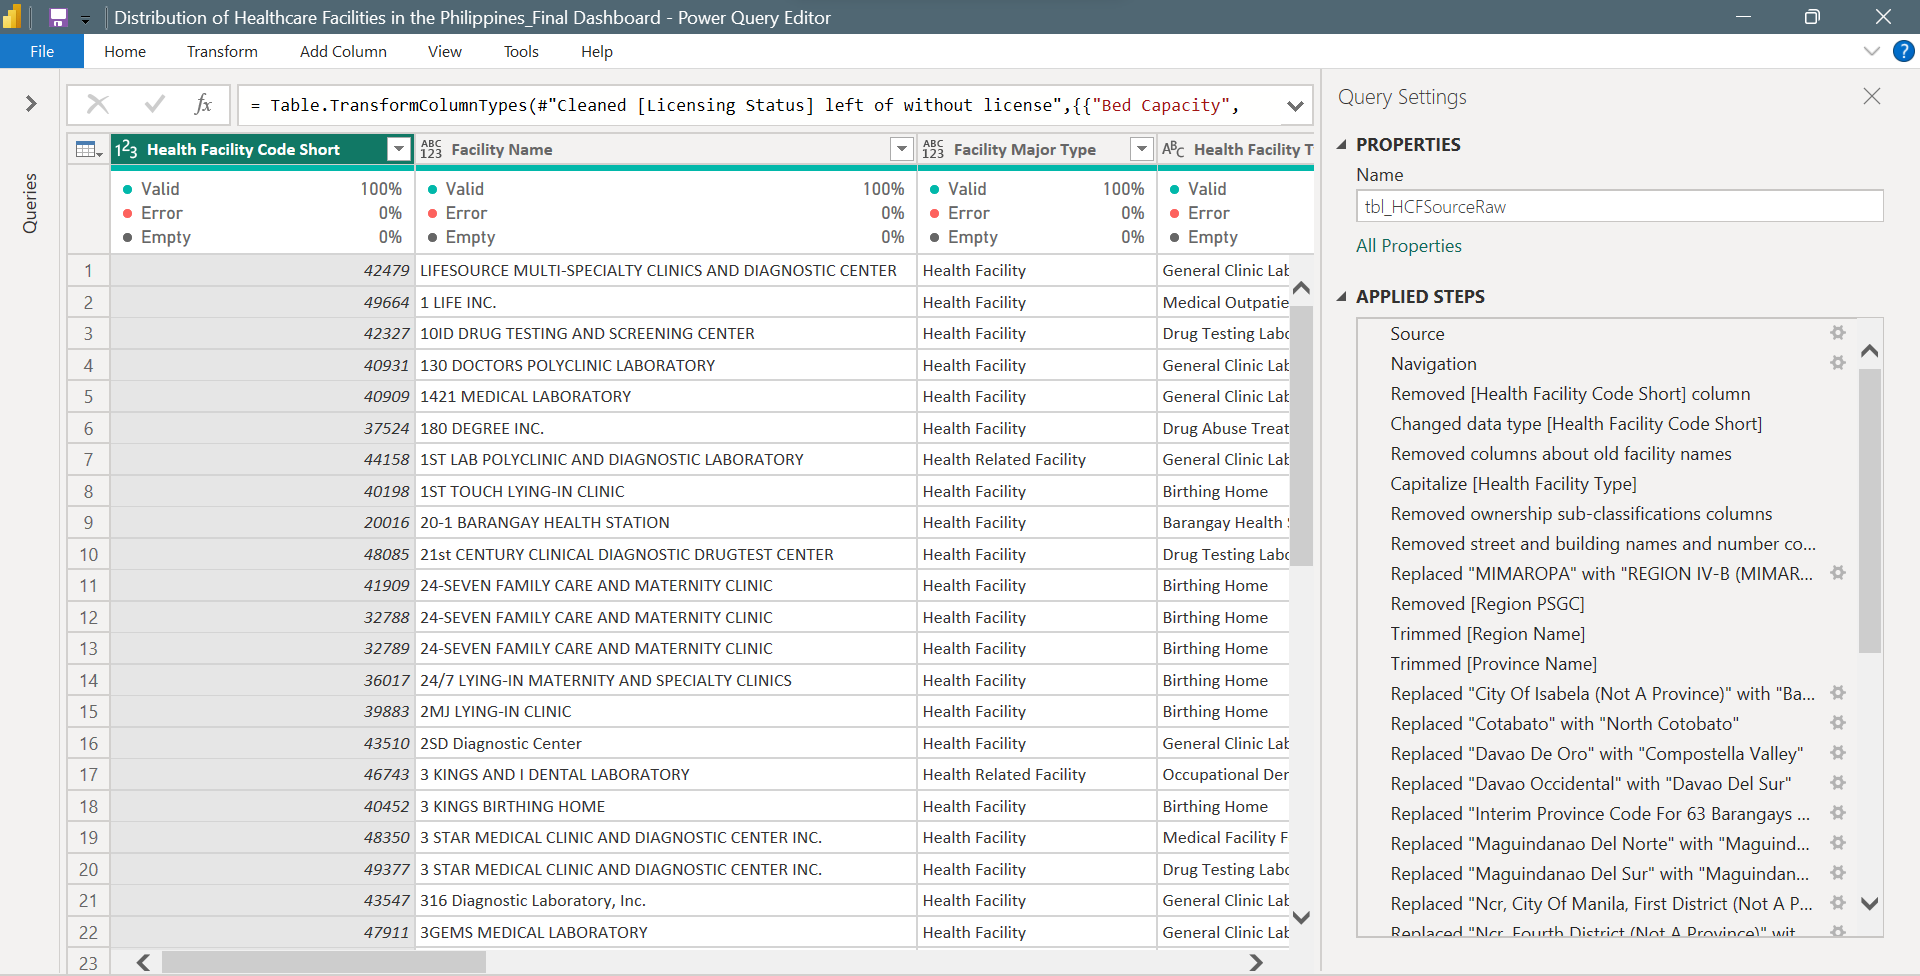 Distribution of Healthcare Facilities in the Philippines_Final Dashboard - Power Query Editor
File Home Transform Add Column View Tools Help ?
fx = Table.TransformColumnTypes(#"Cleaned [Licensing Status] left of without license",{{"Bed Capacity",
Queries
1²3 Health Facility Code Short ABC 123 Facility Name ABC 123 Facility Major Type ABC Health Facility T
Valid 100% Valid 100% Valid 100% Valid
Error 0% Error 0% Error 0% Error
Empty 0% Empty 0% Empty 0% Empty
1 42479 LIFESOURCE MULTI-SPECIALTY CLINICS AND DIAGNOSTIC CENTER Health Facility General Clinic Lab
2 49664 1 LIFE INC. Health Facility Medical Outpatie
3 42327 10ID DRUG TESTING AND SCREENING CENTER Health Facility Drug Testing Labo
4 40931 130 DOCTORS POLYCLINIC LABORATORY Health Facility General Clinic Lab
5 40909 1421 MEDICAL LABORATORY Health Facility General Clinic Lab
6 37524 180 DEGREE INC. Health Facility Drug Abuse Treat
7 44158 1ST LAB POLYCLINIC AND DIAGNOSTIC LABORATORY Health Related Facility General Clinic Lab
8 40198 1ST TOUCH LYING-IN CLINIC Health Facility Birthing Home
9 20016 20-1 BARANGAY HEALTH STATION Health Facility Barangay Health S
10 48085 21st CENTURY CLINICAL DIAGNOSTIC DRUGTEST CENTER Health Facility Drug Testing Labo
11 41909 24-SEVEN FAMILY CARE AND MATERNITY CLINIC Health Facility Birthing Home
12 32788 24-SEVEN FAMILY CARE AND MATERNITY CLINIC Health Facility Birthing Home
13 32789 24-SEVEN FAMILY CARE AND MATERNITY CLINIC Health Facility Birthing Home
14 36017 24/7 LYING-IN MATERNITY AND SPECIALTY CLINICS Health Facility Birthing Home
15 39883 2MJ LYING-IN CLINIC Health Facility Birthing Home
16 43510 2SD Diagnostic Center Health Facility General Clinic Lab
17 46743 3 KINGS AND I DENTAL LABORATORY Health Related Facility Occupational Der
18 40452 3 KINGS BIRTHING HOME Health Facility Birthing Home
19 48350 3 STAR MEDICAL CLINIC AND DIAGNOSTIC CENTER INC. Health Facility Medical Facility F
20 49377 3 STAR MEDICAL CLINIC AND DIAGNOSTIC CENTER INC. Health Facility Drug Testing Labo
21 43547 316 Diagnostic Laboratory, Inc. Health Facility General Clinic Lab
22 47911 3GEMS MEDICAL LABORATORY Health Facility General Clinic Lab
23
Query Settings
PROPERTIES
Name
tbl_HCFSourceRaw
All Properties
APPLIED STEPS
Source
Navigation
Removed [Health Facility Code Short] column
Changed data type [Health Facility Code Short]
Removed columns about old facility names
Capitalize [Health Facility Type]
Removed ownership sub-classifications columns
Removed street and building names and number co...
Replaced "MIMAROPA" with "REGION IV-B (MIMAR...
Removed [Region PSGC]
Trimmed [Region Name]
Trimmed [Province Name]
Replaced "City Of Isabela (Not A Province)" with "Ba...
Replaced "Cotabato" with "North Cotobato"
Replaced "Davao De Oro" with "Compostella Valley"
Replaced "Davao Occidental" with "Davao Del Sur"
Replaced "Interim Province Code For 63 Barangays ...
Replaced "Maguindanao Del Norte" with "Maguind...
Replaced "Maguindanao Del Sur" with "Maguindan...
Replaced "Ncr, City Of Manila, First District (Not A P...
Replaced "Ncr, Fourth District (Not A Province)" wit...